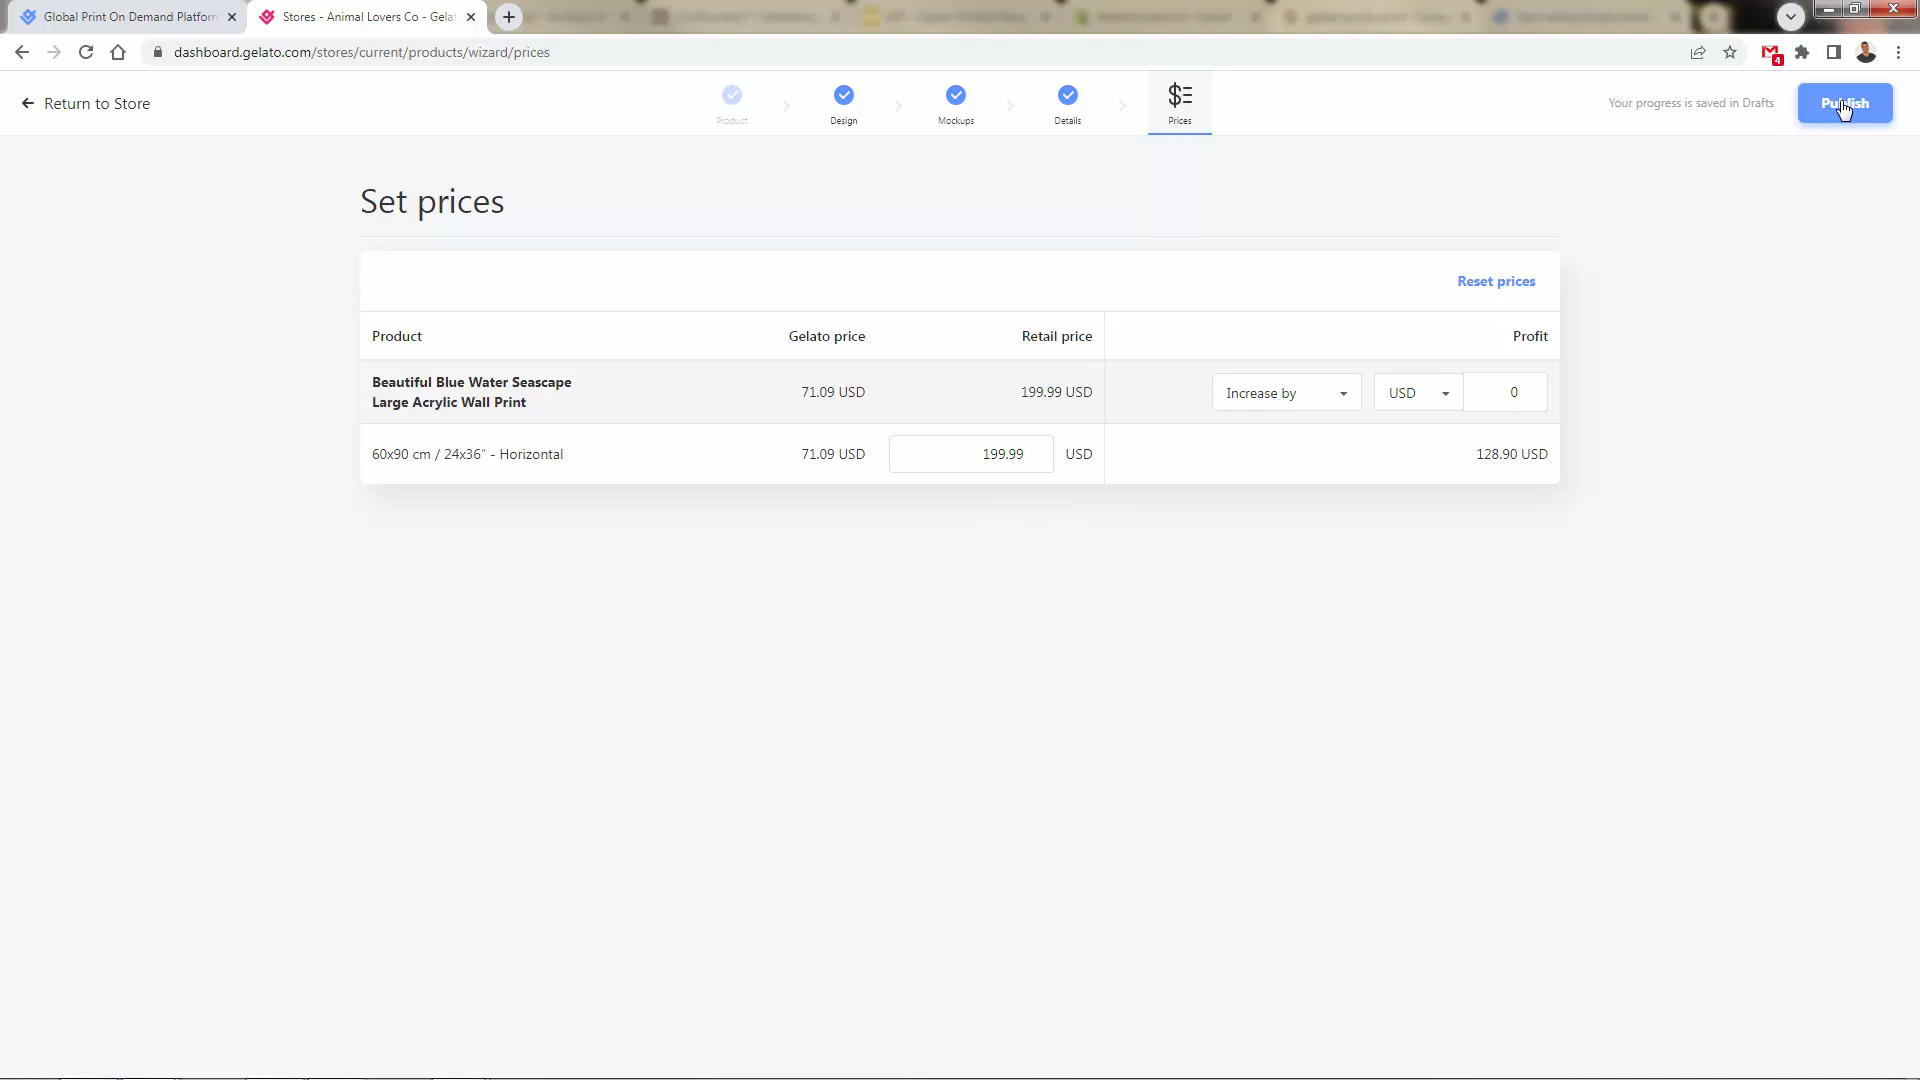 Global Print On Demand Platform
Stores - Animal Lovers Co - Gela
dashboard.gelato.com/stores/current/products/wizard/prices
4
Return to Store
Product
Design
Mockups
Details
Prices
Your progress is saved in Drafts
Publish
Set prices
Reset prices
Product Gelato price Retail price Profit
Beautiful Blue Water Seascape
Large Acrylic Wall Print
71.09 USD 199.99 USD Increase by USD 0
60x90 cm / 24x36″ - Horizontal 71.09 USD 199.99 USD 128.90 USD